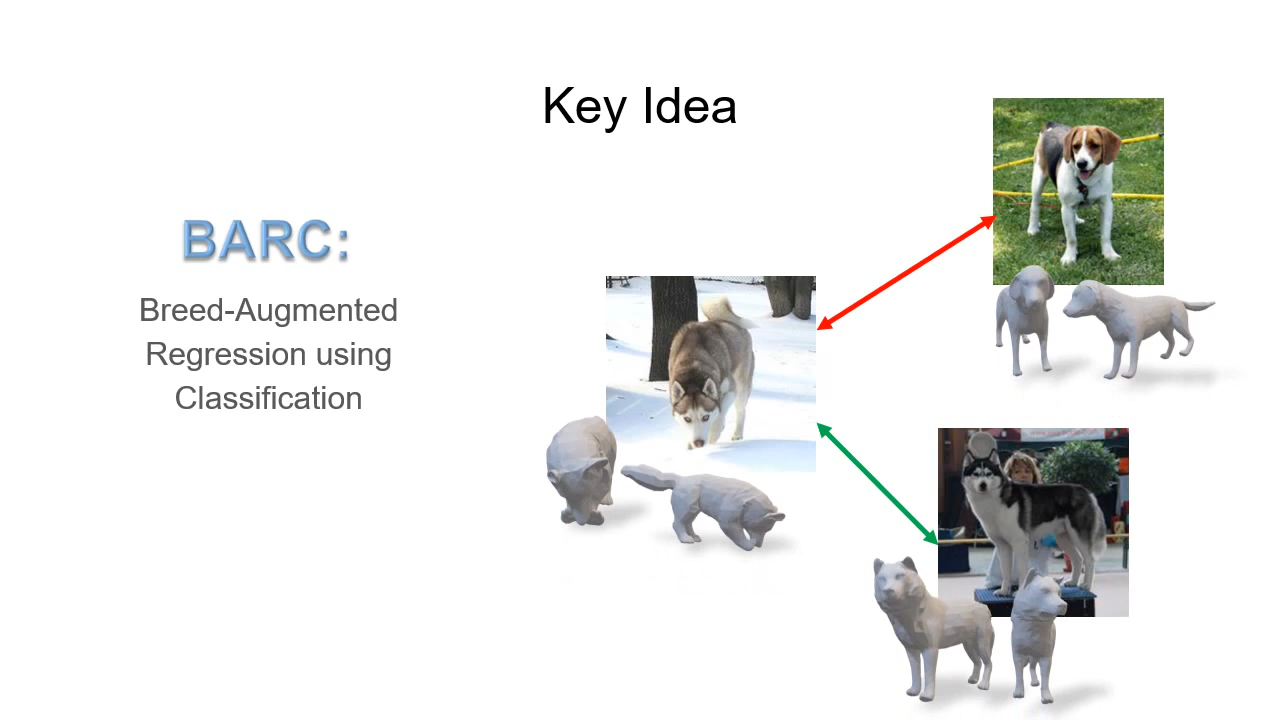 Key Idea
BARC:
Breed-Augmented
Regression using
Classification